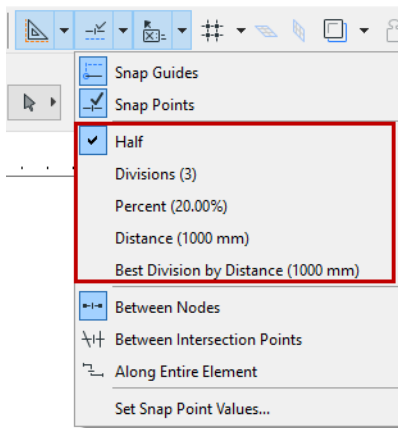 Snap Guides
Snap Points
Half
Divisions (3)
Percent (20.00%)
Distance (1000 mm)
Best Division by Distance (1000 mm)
Between Nodes
Between Intersection Points
Along Entire Element
Set Snap Point Values...